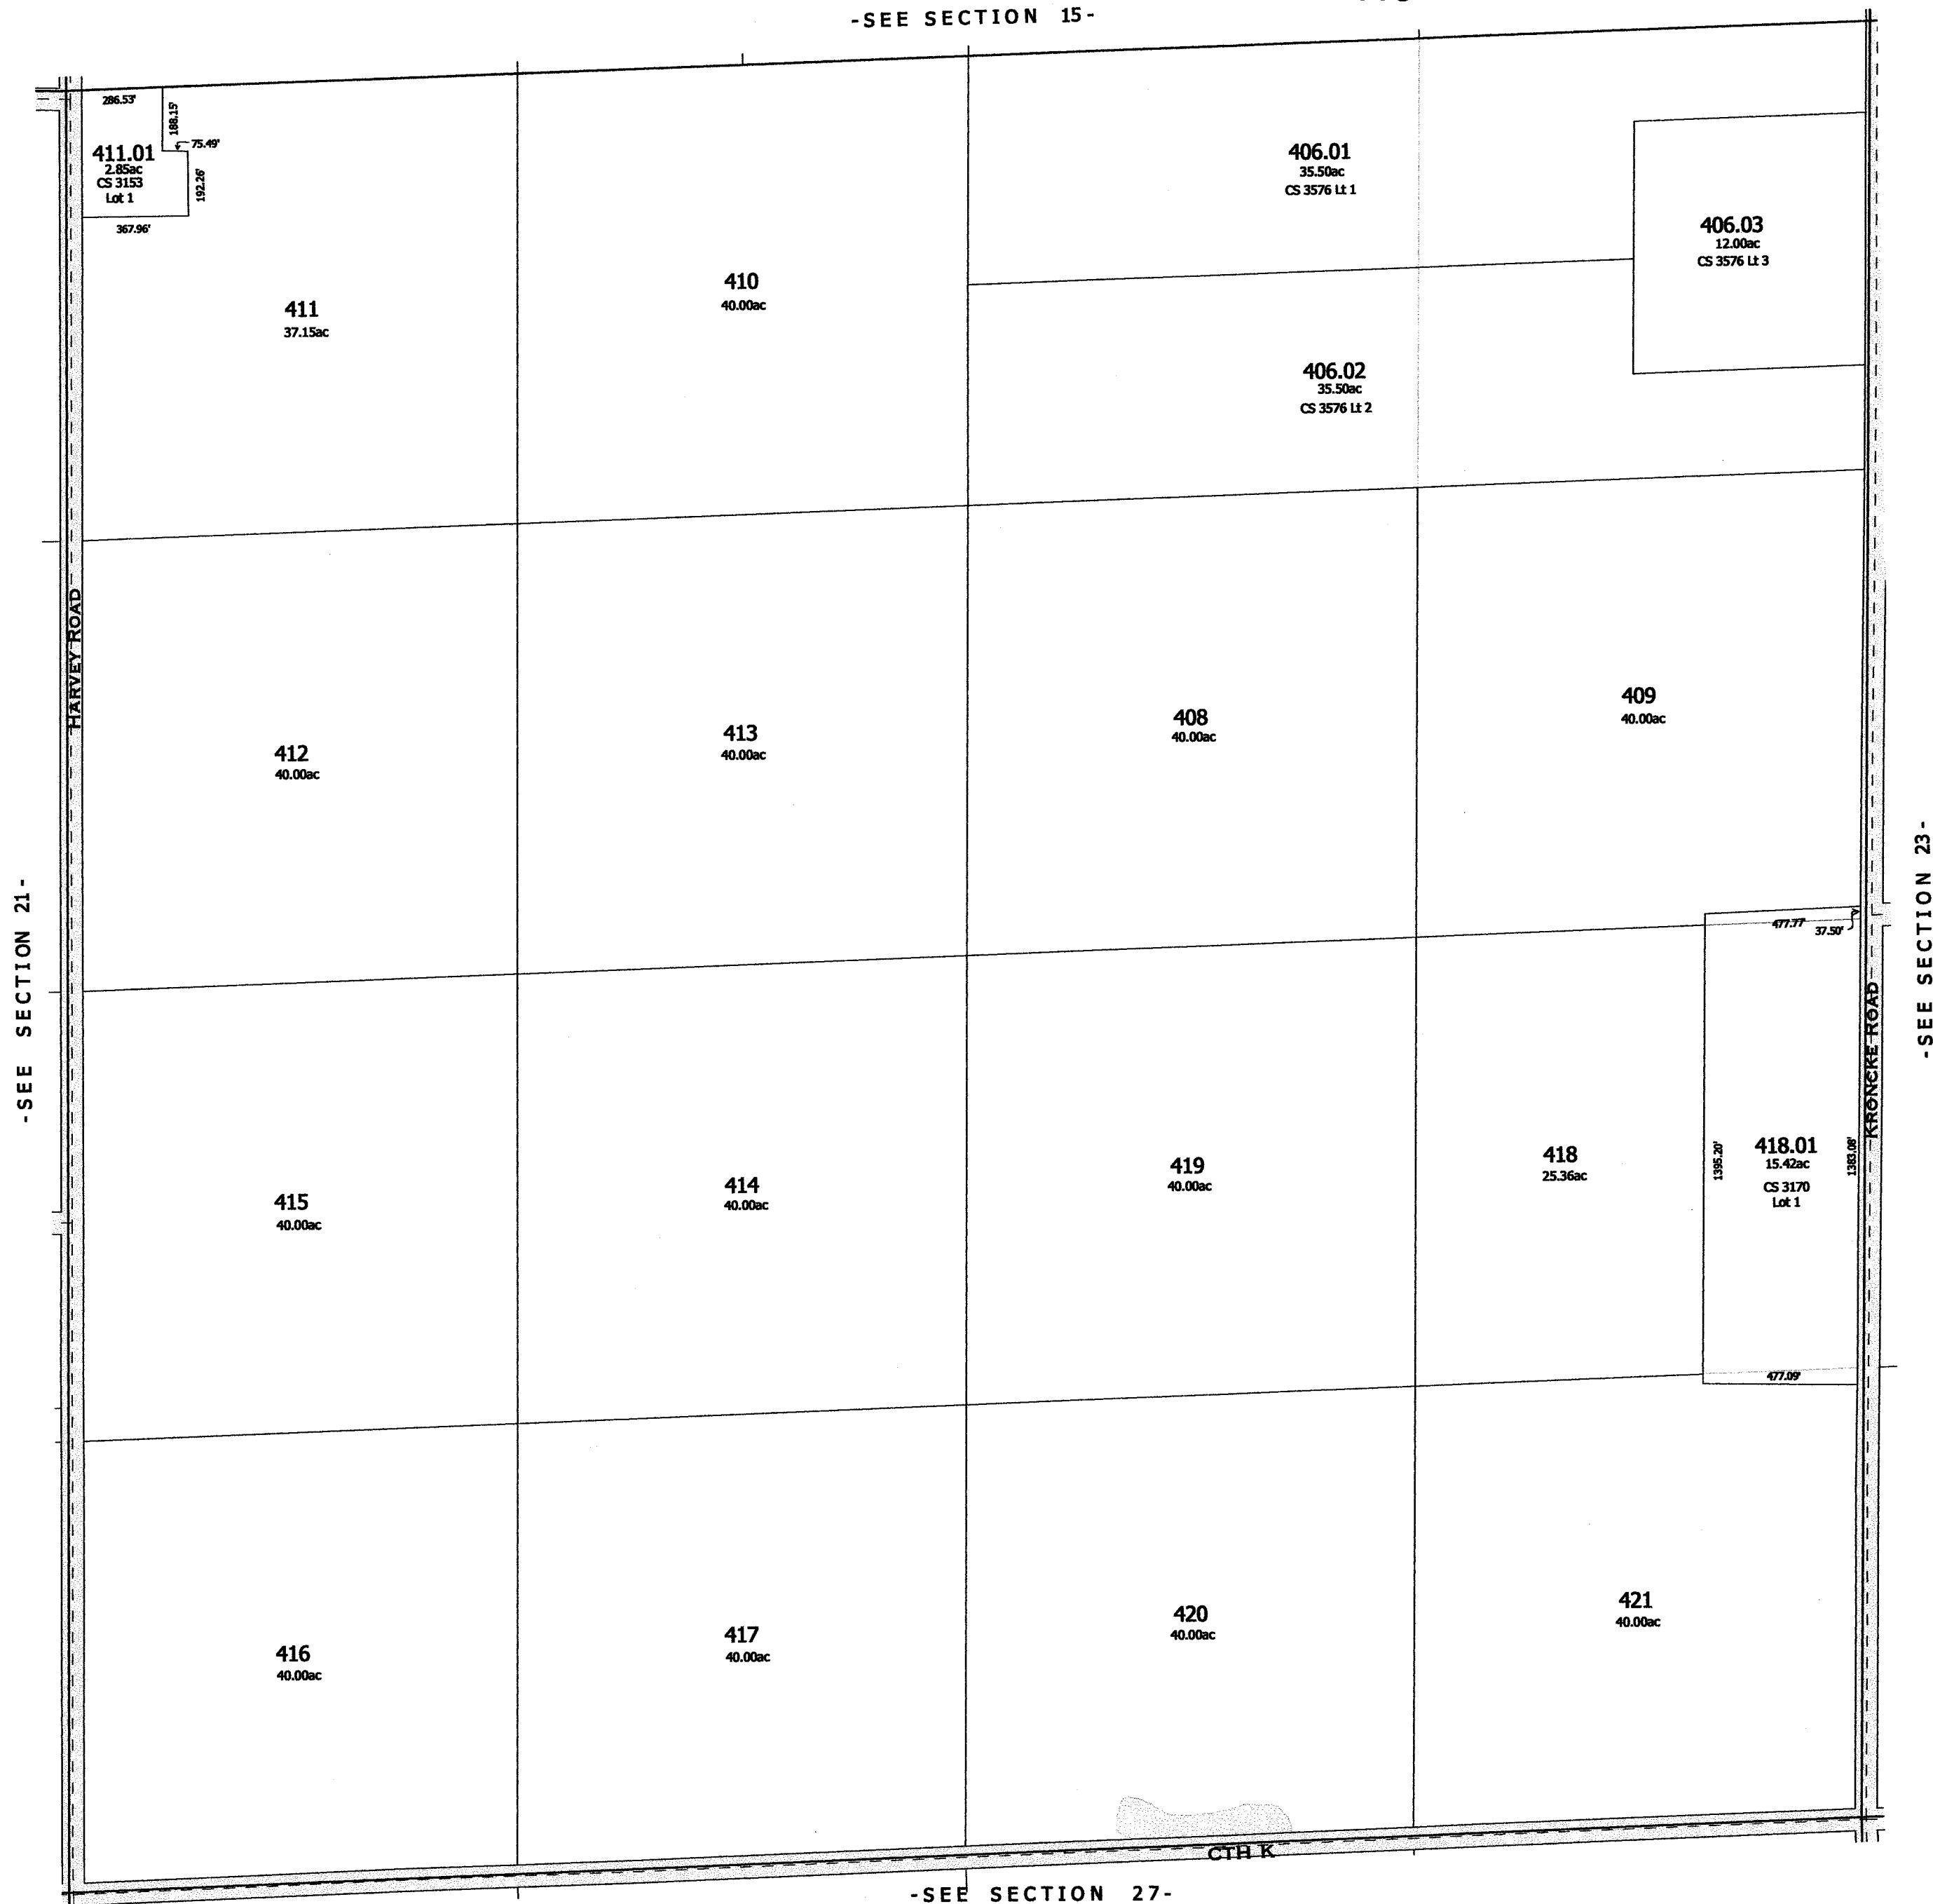 -SEE SECTION 15-
286.53'
188.15'
75.49'
411.01
2.85ac
CS 3153
Lot 1
192.26'
367.96'
411
37.15ac
410
40.00ac
406.01
35.50ac
CS 3576 Lt 1
406.03
12.00ac
CS 3576 Lt 3
406.02
35.50ac
CS 3576 Lt 2
HARVEY ROAD
412
40.00ac
413
40.00ac
408
40.00ac
409
40.00ac
-SEE SECTION 21-
-SEE SECTION 23-
477.77'
37.50'
KRONCKE ROAD
415
40.00ac
414
40.00ac
419
40.00ac
418
25.36ac
1395.20'
418.01
15.42ac
CS 3170
Lot 1
1383.08'
477.09'
416
40.00ac
417
40.00ac
420
40.00ac
421
40.00ac
CTH K
-SEE SECTION 27-